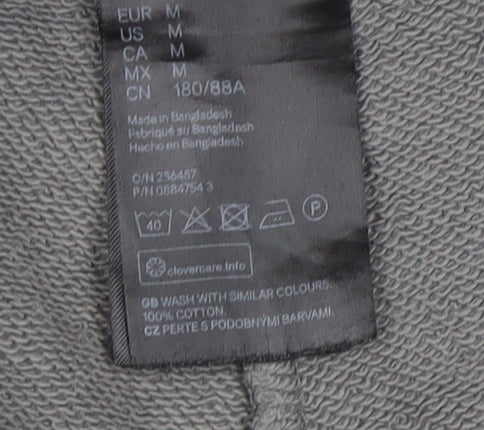 EUR M
US M
CA M
MX M
CN 180/88A
Made in Bangladesh
Fabriqué au Bangladesh
Hecho en Bangladesh
O/N 256457
P/N 0884754 3
40 P
clevercare.info
GB WASH WITH SIMILAR COLOURS.
100% COTTON.
CZ PERTE S PODOBNÝMI BARVAMI.